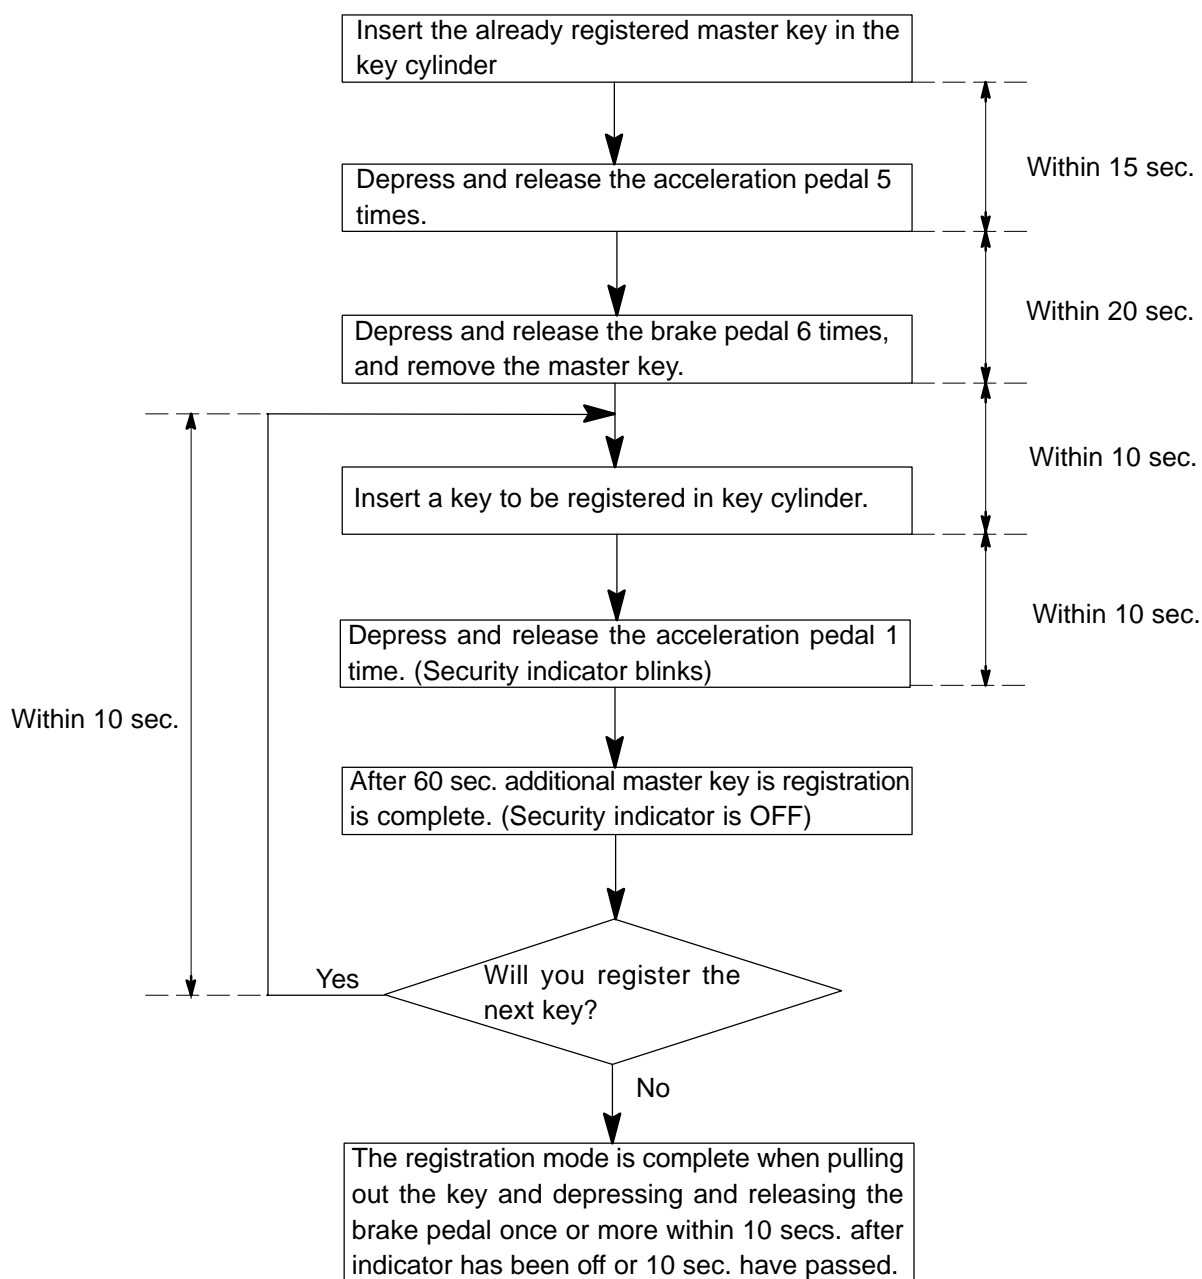 Insert the already registered master key in the
key cylinder
Within 15 sec.
Depress and release the acceleration pedal 5
times.
Within 20 sec.
Depress and release the brake pedal 6 times,
and remove the master key.
Within 10 sec.
Insert a key to be registered in key cylinder.
Within 10 sec.
Depress and release the acceleration pedal 1
time. (Security indicator blinks)
Within 10 sec.
After 60 sec. additional master key is registration
is complete. (Security indicator is OFF)
Will you register the
next key?
Yes
No
The registration mode is complete when pulling
out the key and depressing and releasing the
brake pedal once or more within 10 secs. after
indicator has been off or 10 sec. have passed.